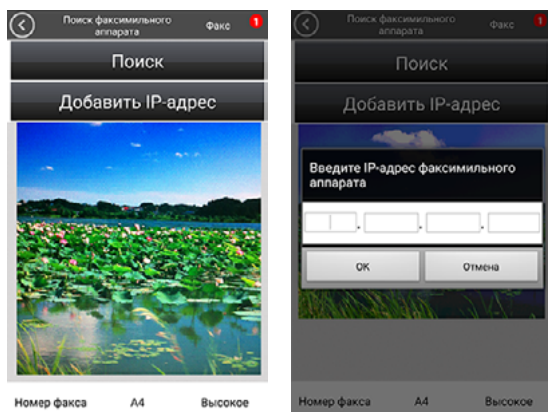 Поиск факсимильного
аппарата
Факс
1
Поиск
Добавить IP-адрес
Номер факса
A4
Высокое
Поиск факсимильного
аппарата
Факс
1
Поиск
Добавить IP-адрес
Введите IP-адрес факсимильного
аппарата
. . .
OK
Отмена
Номер факса
A4
Высокое